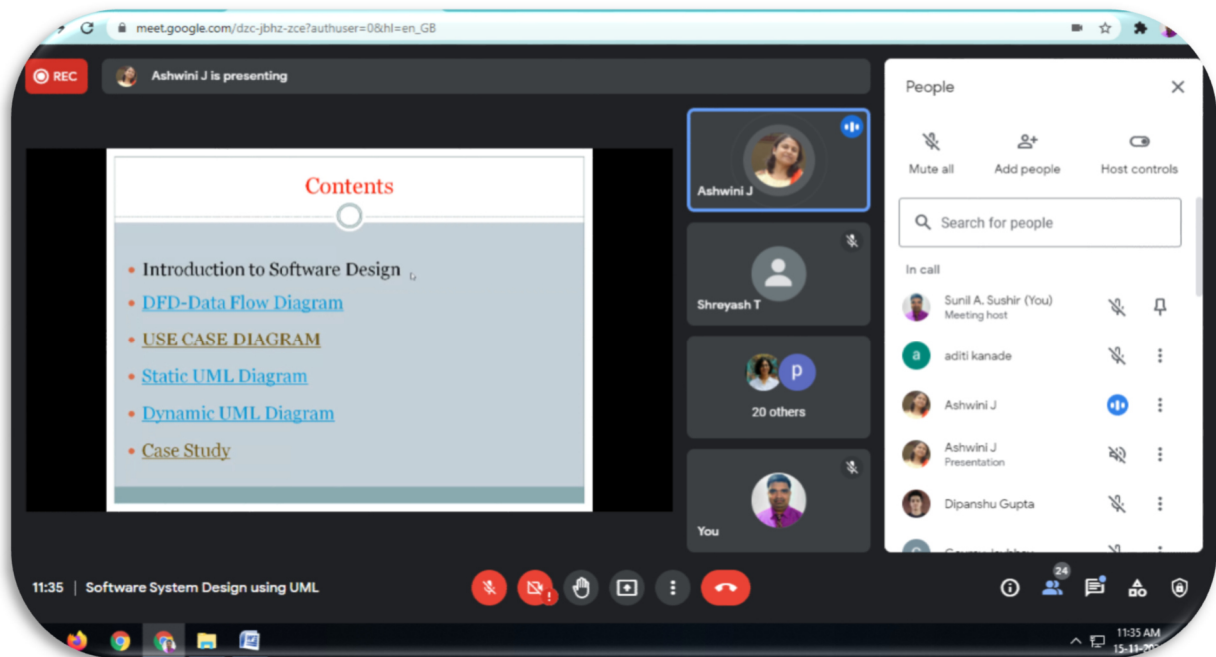 meet.google.com/dzc-jbhz-zce?authuser=0&hl=en_GB
REC
Ashwini J is presenting
Contents
• Introduction to Software Design
• DFD-Data Flow Diagram
• USE CASE DIAGRAM
• Static UML Diagram
• Dynamic UML Diagram
• Case Study
Ashwini J
Shreyash T
p
20 others
You
People
Mute all
Add people
Host controls
Search for people
In call
Sunil A. Sushir (You)
Meeting host
a
aditi kanade
Ashwini J
Ashwini J
Presentation
Dipanshu Gupta
11:35 | Software System Design using UML
24
11:35 AM
15-11-20